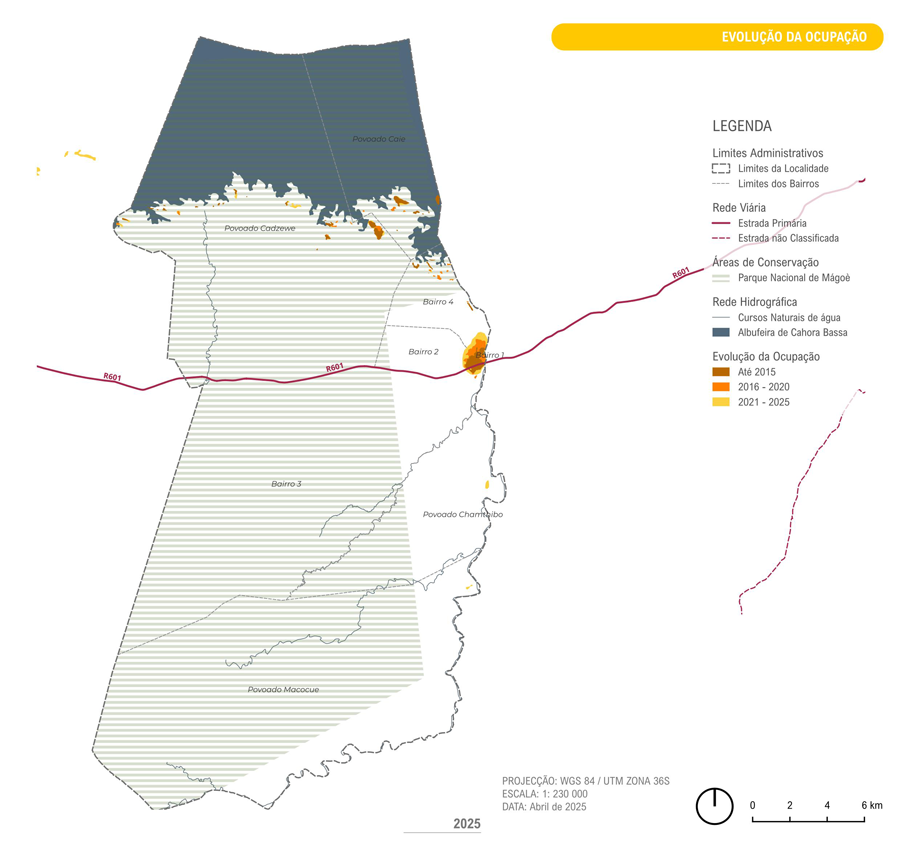 EVOLUÇÃO DA OCUPAÇÃO
LEGENDA
Limites Administrativos
Limites da Localidade
Limites dos Bairros
Rede Viária
Estrada Primária
Estrada não Classificada
Áreas de Conservação
Parque Nacional de Mágoè
Rede Hidrográfica
Cursos Naturais de água
Albufeira de Cahora Bassa
Evolução da Ocupação
Até 2015
2016 - 2020
2021 - 2025
Povoado Caie
Povoado Cadzewe
R601
Bairro 4
Bairro 1
Bairro 2
R601
R601
Bairro 3
Povoado Chambibo
Povoado Macocue
PROJECÇÃO: WGS 84 / UTM ZONA 36S
ESCALA: 1: 230 000
DATA: Abril de 2025
2025
0 2 4 6 km